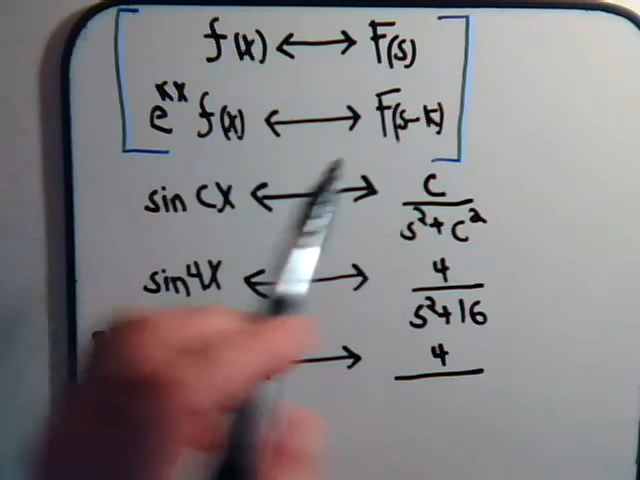 f(x) ⟷ F(s)
e^{kx} f(x) ⟷ F(s-k)
sin cx ⟷ c/(s²+c²)
sin4x ⟷ 4/(s²+16)
→ 4/